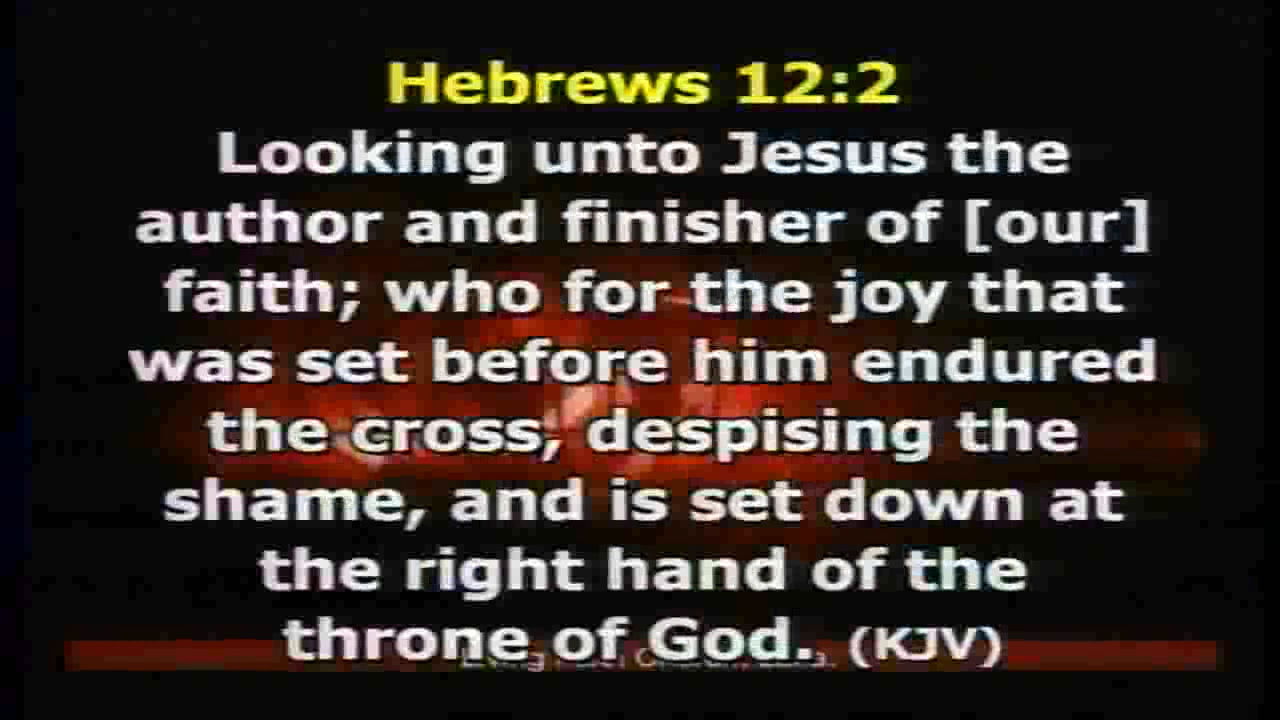 Hebrews 12:2
Looking unto Jesus the
author and finisher of [our]
faith; who for the joy that
was set before him endured
the cross, despising the
shame, and is set down at
the right hand of the
throne of God. (KJV)